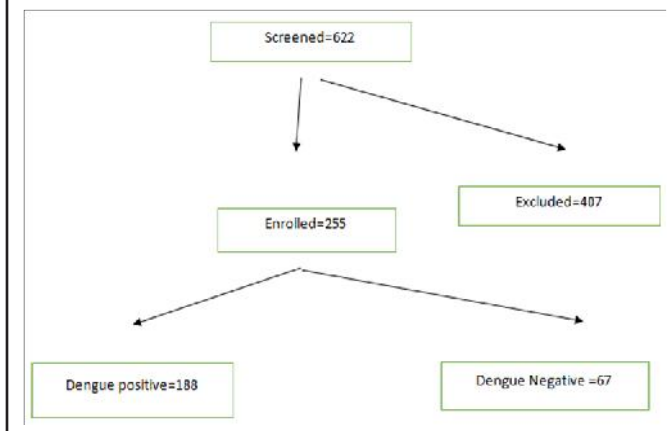 Screened=622
Excluded=407
Enrolled=255
Dengue positive=188
Dengue Negative =67